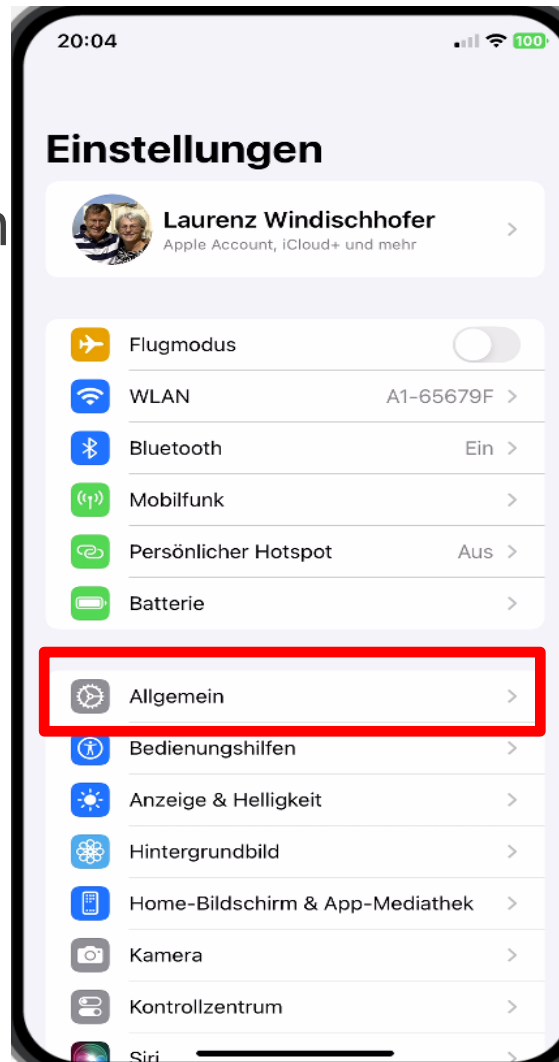 20:04
100
Einstellungen
n
Laurenz Windischhofer
Apple Account, iCloud+ und mehr
Flugmodus
WLAN A1-65679F
Bluetooth Ein
Mobilfunk
Persönlicher Hotspot Aus
Batterie
Allgemein
Bedienungshilfen
Anzeige & Helligkeit
Hintergrundbild
Home-Bildschirm & App-Mediathek
Kamera
Kontrollzentrum
Siri